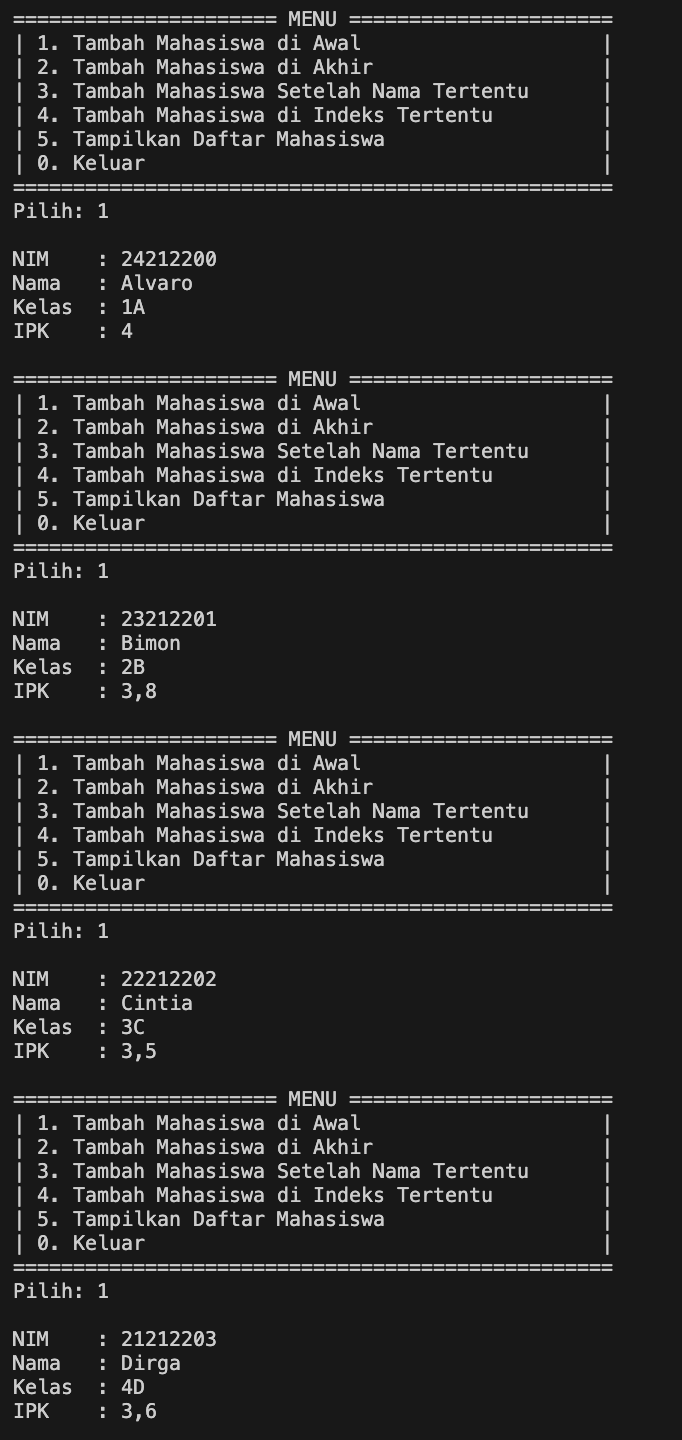 ====================== MENU ======================
| 1. Tambah Mahasiswa di Awal                    |
| 2. Tambah Mahasiswa di Akhir                   |
| 3. Tambah Mahasiswa Setelah Nama Tertentu      |
| 4. Tambah Mahasiswa di Indeks Tertentu         |
| 5. Tampilkan Daftar Mahasiswa                  |
| 0. Keluar                                      |
==================================================
Pilih: 1

NIM    : 24212200
Nama   : Alvaro
Kelas  : 1A
IPK    : 4

====================== MENU ======================
| 1. Tambah Mahasiswa di Awal                    |
| 2. Tambah Mahasiswa di Akhir                   |
| 3. Tambah Mahasiswa Setelah Nama Tertentu      |
| 4. Tambah Mahasiswa di Indeks Tertentu         |
| 5. Tampilkan Daftar Mahasiswa                  |
| 0. Keluar                                      |
==================================================
Pilih: 1

NIM    : 23212201
Nama   : Bimon
Kelas  : 2B
IPK    : 3,8

====================== MENU ======================
| 1. Tambah Mahasiswa di Awal                    |
| 2. Tambah Mahasiswa di Akhir                   |
| 3. Tambah Mahasiswa Setelah Nama Tertentu      |
| 4. Tambah Mahasiswa di Indeks Tertentu         |
| 5. Tampilkan Daftar Mahasiswa                  |
| 0. Keluar                                      |
==================================================
Pilih: 1

NIM    : 22212202
Nama   : Cintia
Kelas  : 3C
IPK    : 3,5

====================== MENU ======================
| 1. Tambah Mahasiswa di Awal                    |
| 2. Tambah Mahasiswa di Akhir                   |
| 3. Tambah Mahasiswa Setelah Nama Tertentu      |
| 4. Tambah Mahasiswa di Indeks Tertentu         |
| 5. Tampilkan Daftar Mahasiswa                  |
| 0. Keluar                                      |
==================================================
Pilih: 1

NIM    : 21212203
Nama   : Dirga
Kelas  : 4D
IPK    : 3,6